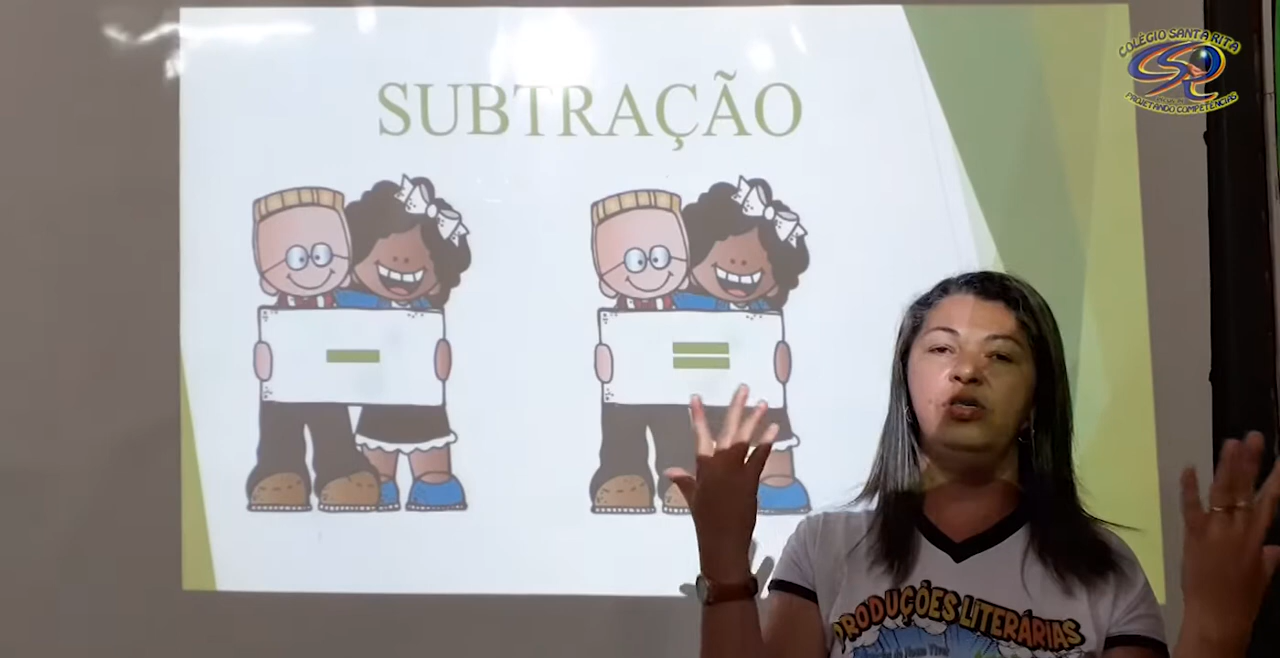 SUBTRAÇÃO
COLÉGIO SANTA RITA
PROJETANDO COMPETÊNCIAS
−
=
PRODUÇÕES LITERÁRIAS